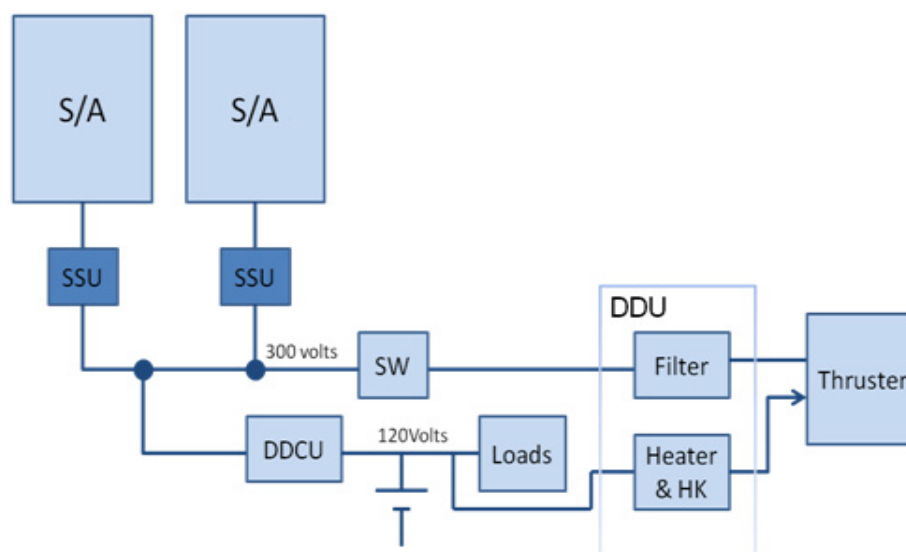 S/A
S/A
SSU
SSU
300 volts
SW
DDU
Filter
Thruster
DDCU
120Volts
Loads
Heater
& HK